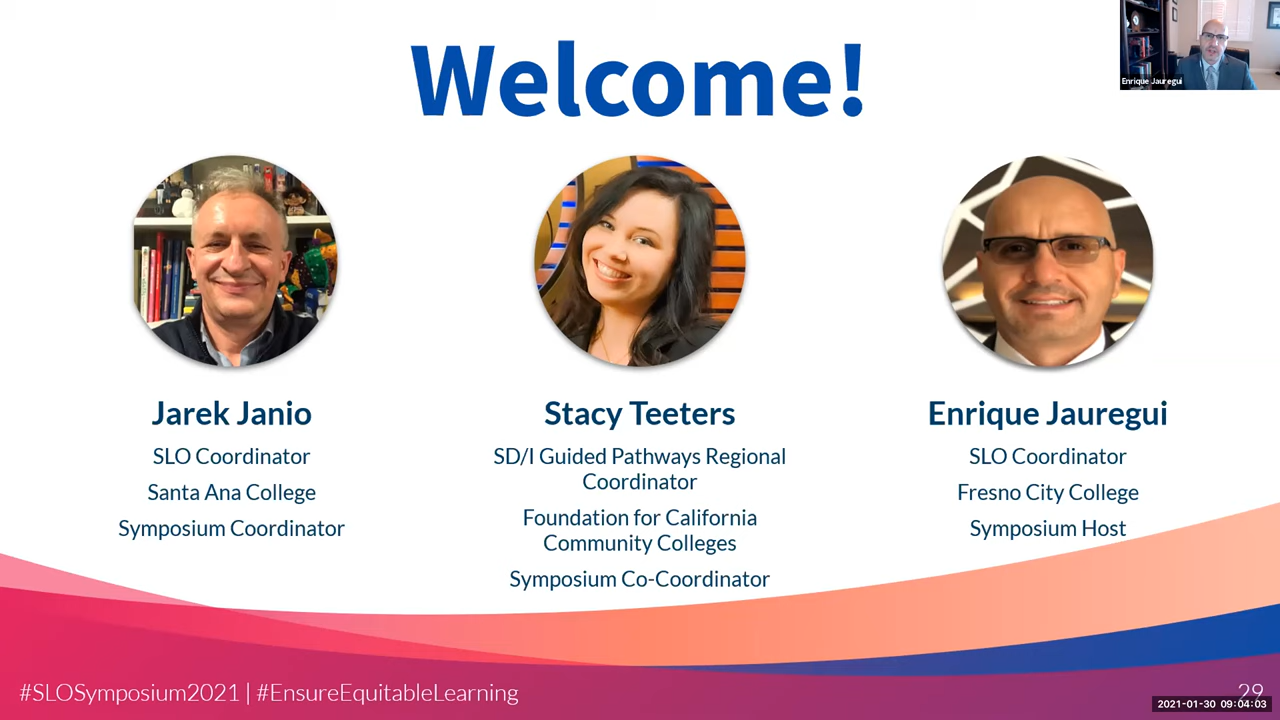 Welcome!
Enrique Jauregui
Jarek Janio
SLO Coordinator
Santa Ana College
Symposium Coordinator
Stacy Teeters
SD/I Guided Pathways Regional
Coordinator
Foundation for California
Community Colleges
Symposium Co-Coordinator
Enrique Jauregui
SLO Coordinator
Fresno City College
Symposium Host
#SLOSymposium2021 | #EnsureEquitableLearning
29
2021-01-30 09:04:03